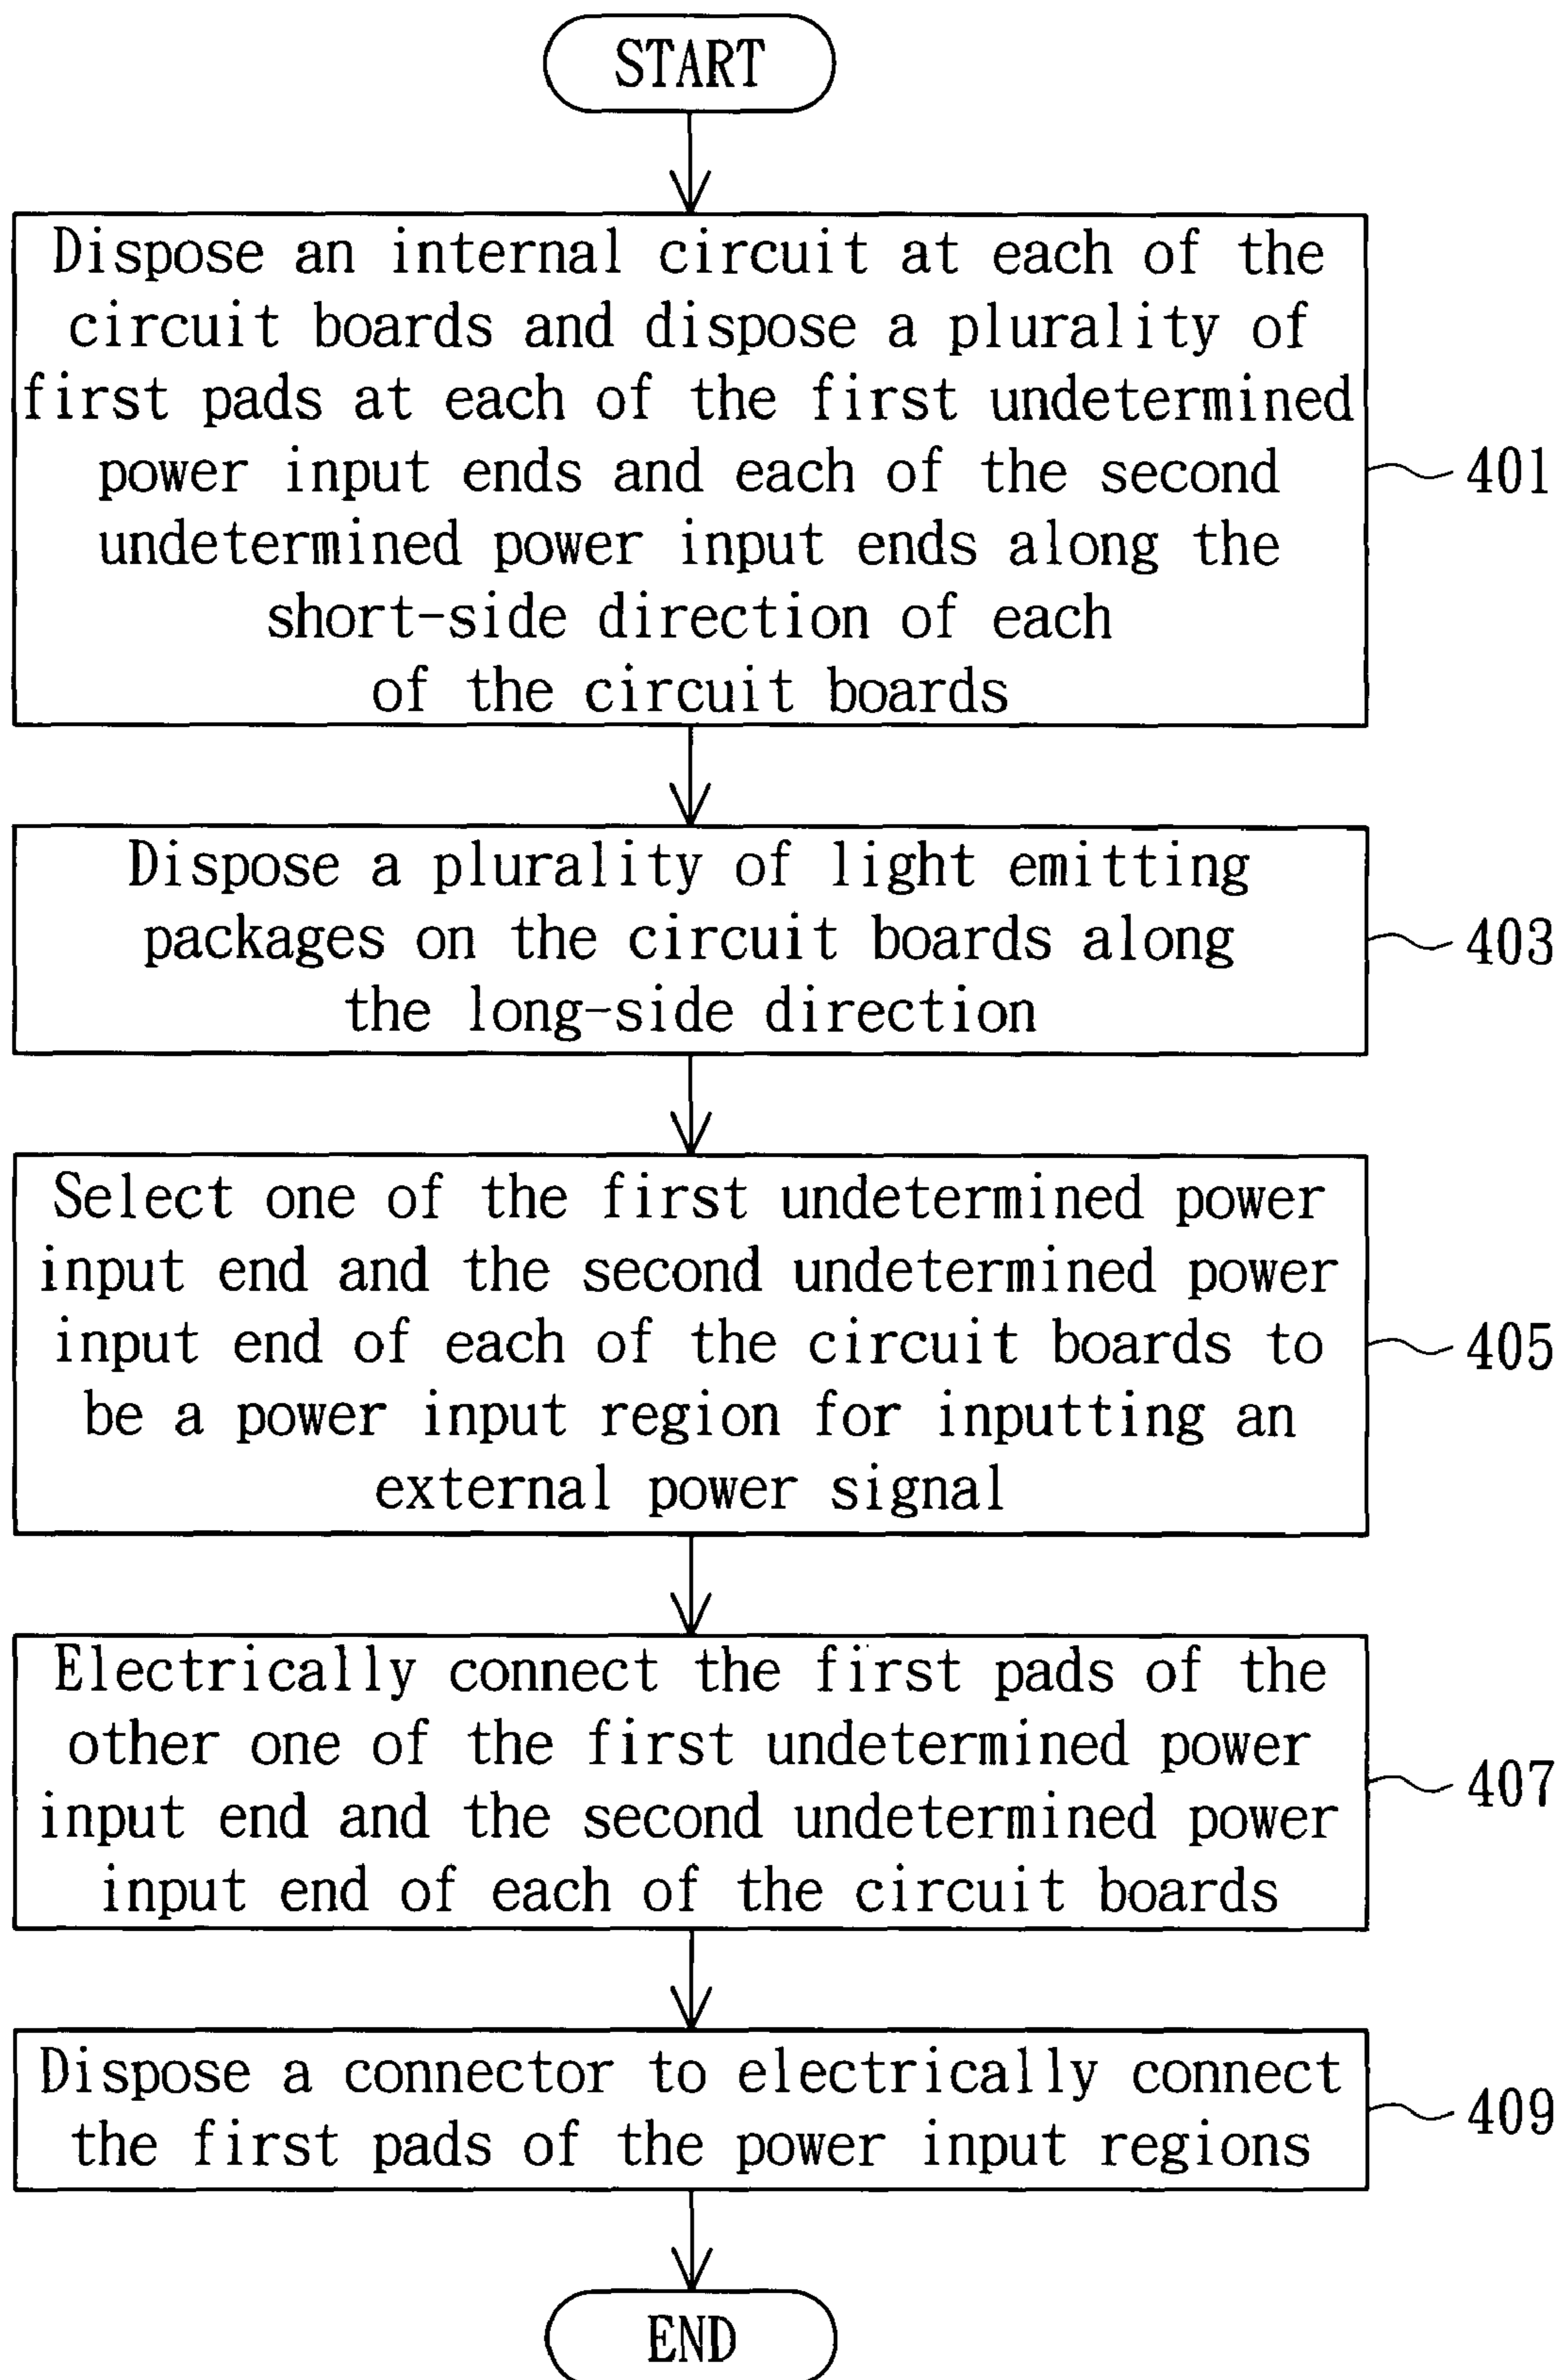 START
Dispose an internal circuit at each of the
circuit boards and dispose a plurality of
first pads at each of the first undetermined
power input ends and each of the second
undetermined power input ends along the
short-side direction of each
of the circuit boards
401
Dispose a plurality of light emitting
packages on the circuit boards along
the long-side direction
403
Select one of the first undetermined power
input end and the second undetermined power
input end of each of the circuit boards to
be a power input region for inputting an
external power signal
405
Electrically connect the first pads of the
other one of the first undetermined power
input end and the second undetermined power
input end of each of the circuit boards
407
Dispose a connector to electrically connect
the first pads of the power input regions
409
END